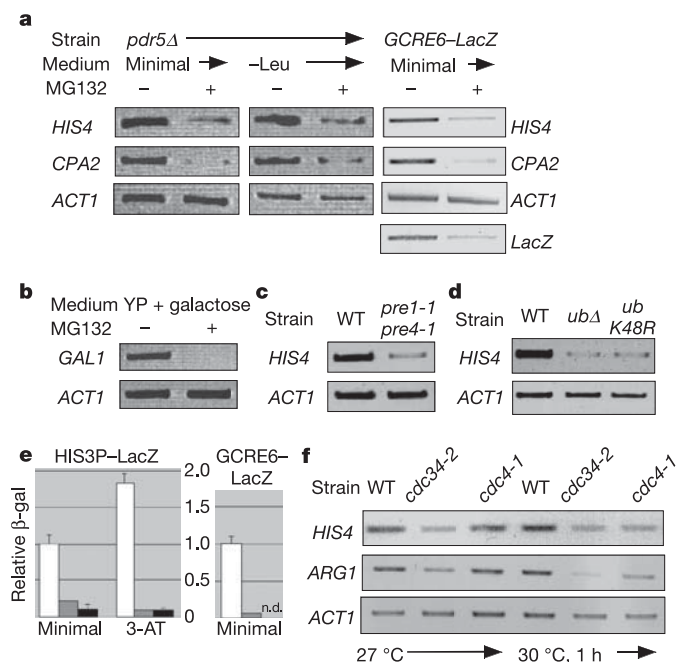 a
Strain pdr5Δ GCRE6–LacZ
Medium Minimal –Leu Minimal
MG132 – + – + – +
HIS4 HIS4
CPA2 CPA2
ACT1 ACT1
LacZ
b
Medium YP + galactose
MG132 – +
GAL1
ACT1
c
Strain WT pre1-1
pre4-1
HIS4
ACT1
d
Strain WT ubΔ ub
K48R
HIS4
ACT1
e
HIS3P–LacZ GCRE6–
LacZ
Relative β-gal
2.0
1.5
1.0
0.5
0
n.d.
Minimal 3-AT Minimal
f
Strain WT cdc34-2 cdc4-1 WT cdc34-2 cdc4-1
HIS4
ARG1
ACT1
27 °C 30 °C, 1 h